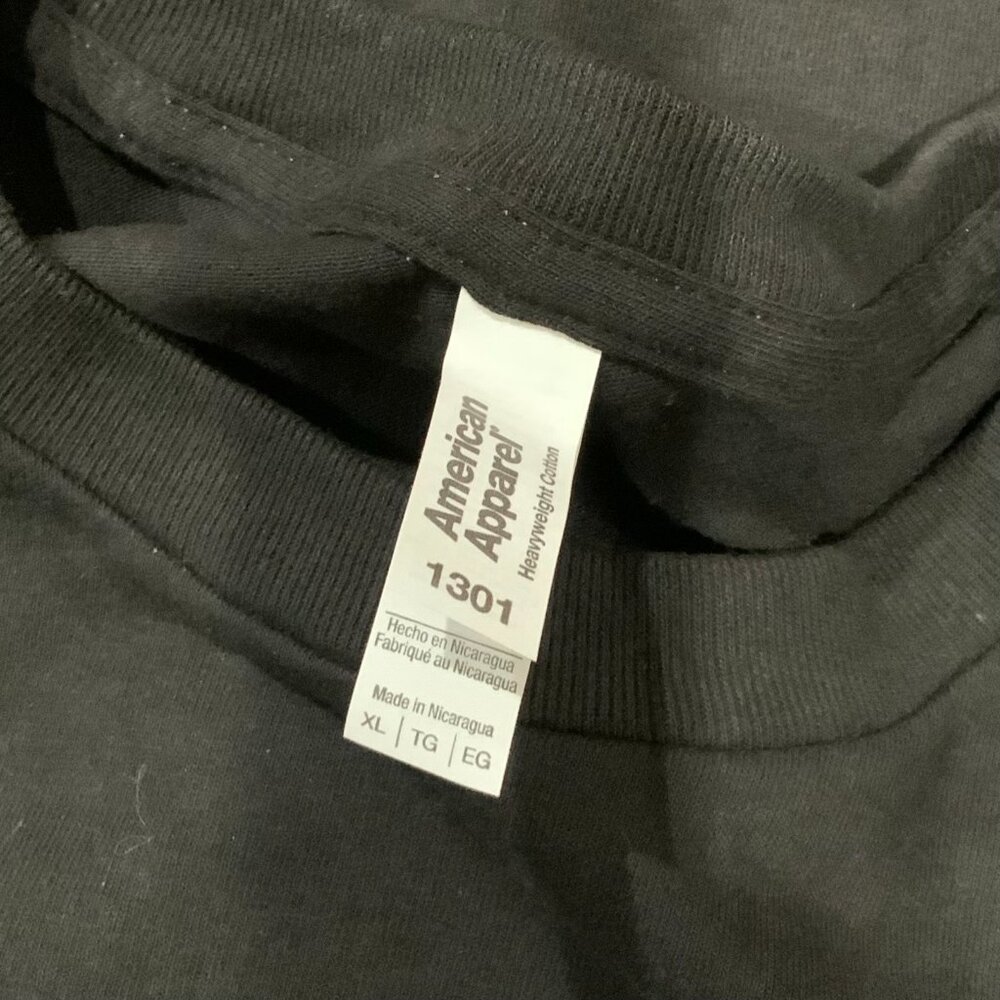 American
Apparel
Heavyweight Cotton
1301
Hecho en Nicaragua
Fabriqué au Nicaragua
Made in Nicaragua
XL | TG | EG